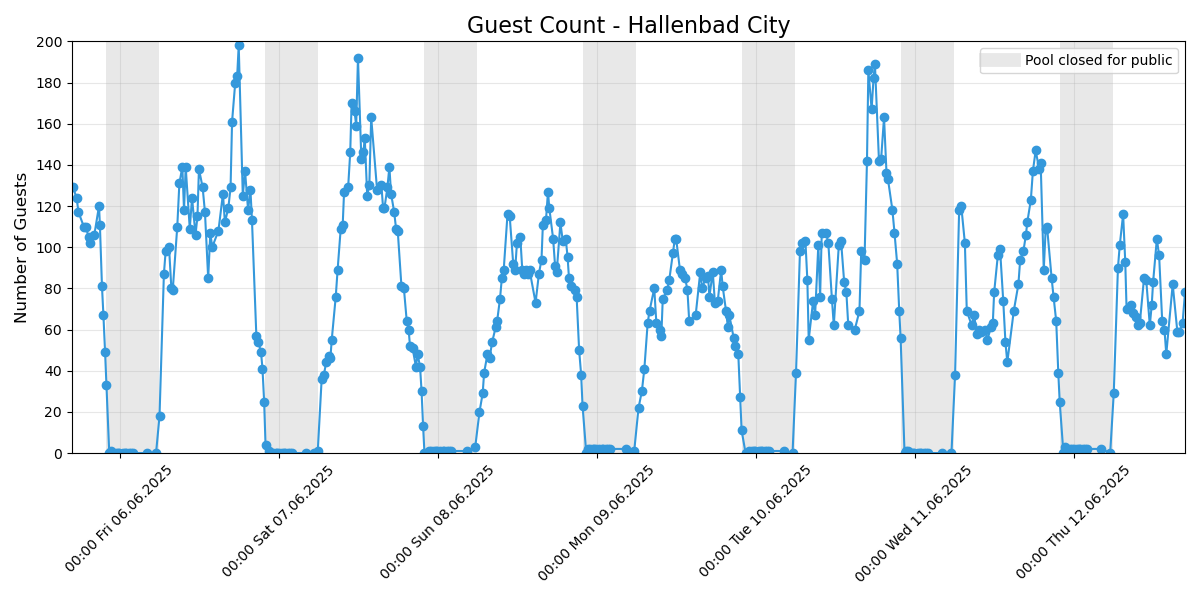 Guest Count - Hallenbad City
Pool closed for public
Number of Guests
200
180
160
140
120
100
80
60
40
20
0
00:00 Fri 06.06.2025
00:00 Sat 07.06.2025
00:00 Sun 08.06.2025
00:00 Mon 09.06.2025
00:00 Tue 10.06.2025
00:00 Wed 11.06.2025
00:00 Thu 12.06.2025